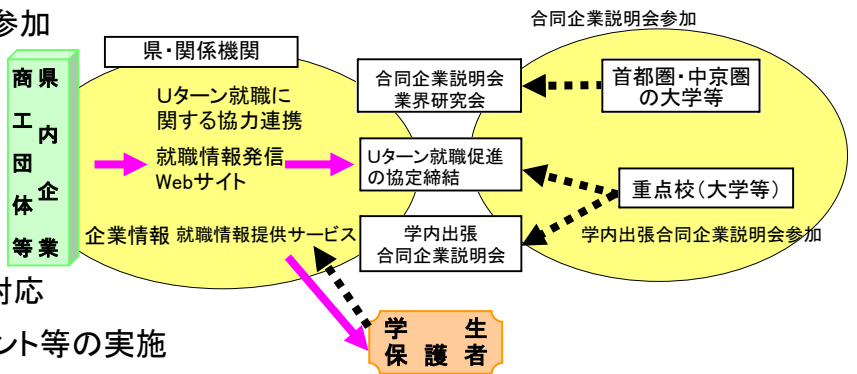 参加
合同企業説明会参加
県・関係機関
商工団体等
県内企業
Uターン就職に
関する協力連携
就職情報発信
Webサイト
企業情報
就職情報提供サービス
合同企業説明会
業界研究会
Uターン就職促進
の協定締結
学内出張
合同企業説明会
首都圏・中京圏
の大学等
重点校(大学等)
学内出張合同企業説明会参加
対応
ント等の実施
学 生
保 護 者